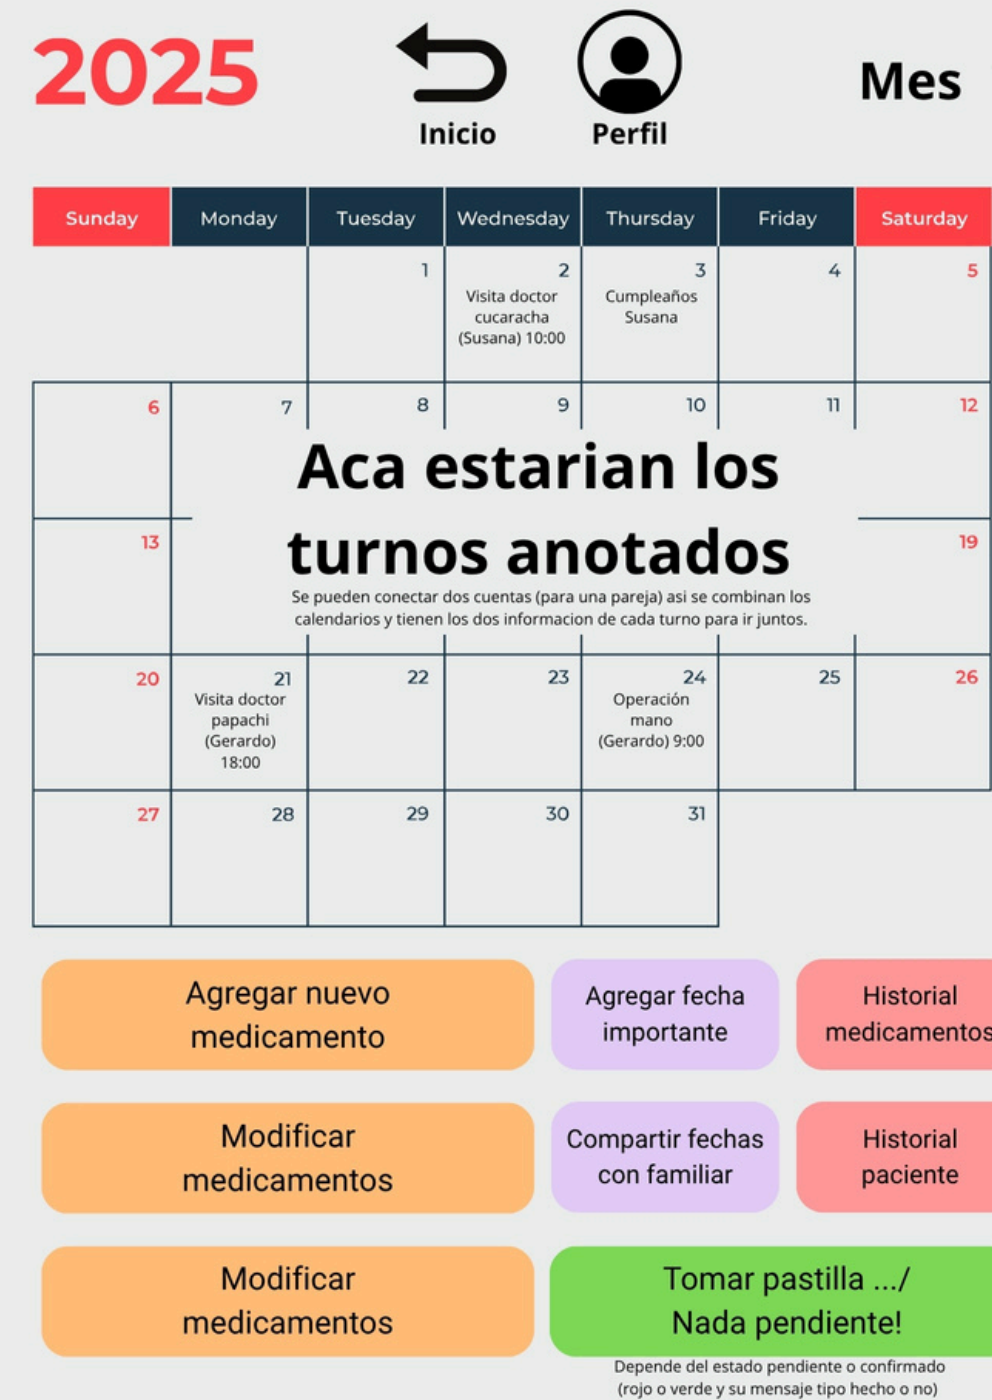 2025
Inicio
Perfil
Mes
Sunday Monday Tuesday Wednesday Thursday Friday Saturday
1 2 3 4 5
Visita doctor
cucaracha
(Susana) 10:00
Cumpleaños
Susana
6 7 8 9 10 11 12
Aca estarian los
turnos anotados
13 19
Se pueden conectar dos cuentas (para una pareja) asi se combinan los
calendarios y tienen los dos informacion de cada turno para ir juntos.
20 21 22 23 24 25 26
Visita doctor
papachi
(Gerardo)
18:00
Operación
mano
(Gerardo) 9:00
27 28 29 30 31
Agregar nuevo
medicamento
Agregar fecha
importante
Historial
medicamentos
Modificar
medicamentos
Compartir fechas
con familiar
Historial
paciente
Modificar
medicamentos
Tomar pastilla .../
Nada pendiente!
Depende del estado pendiente o confirmado
(rojo o verde y su mensaje tipo hecho o no)